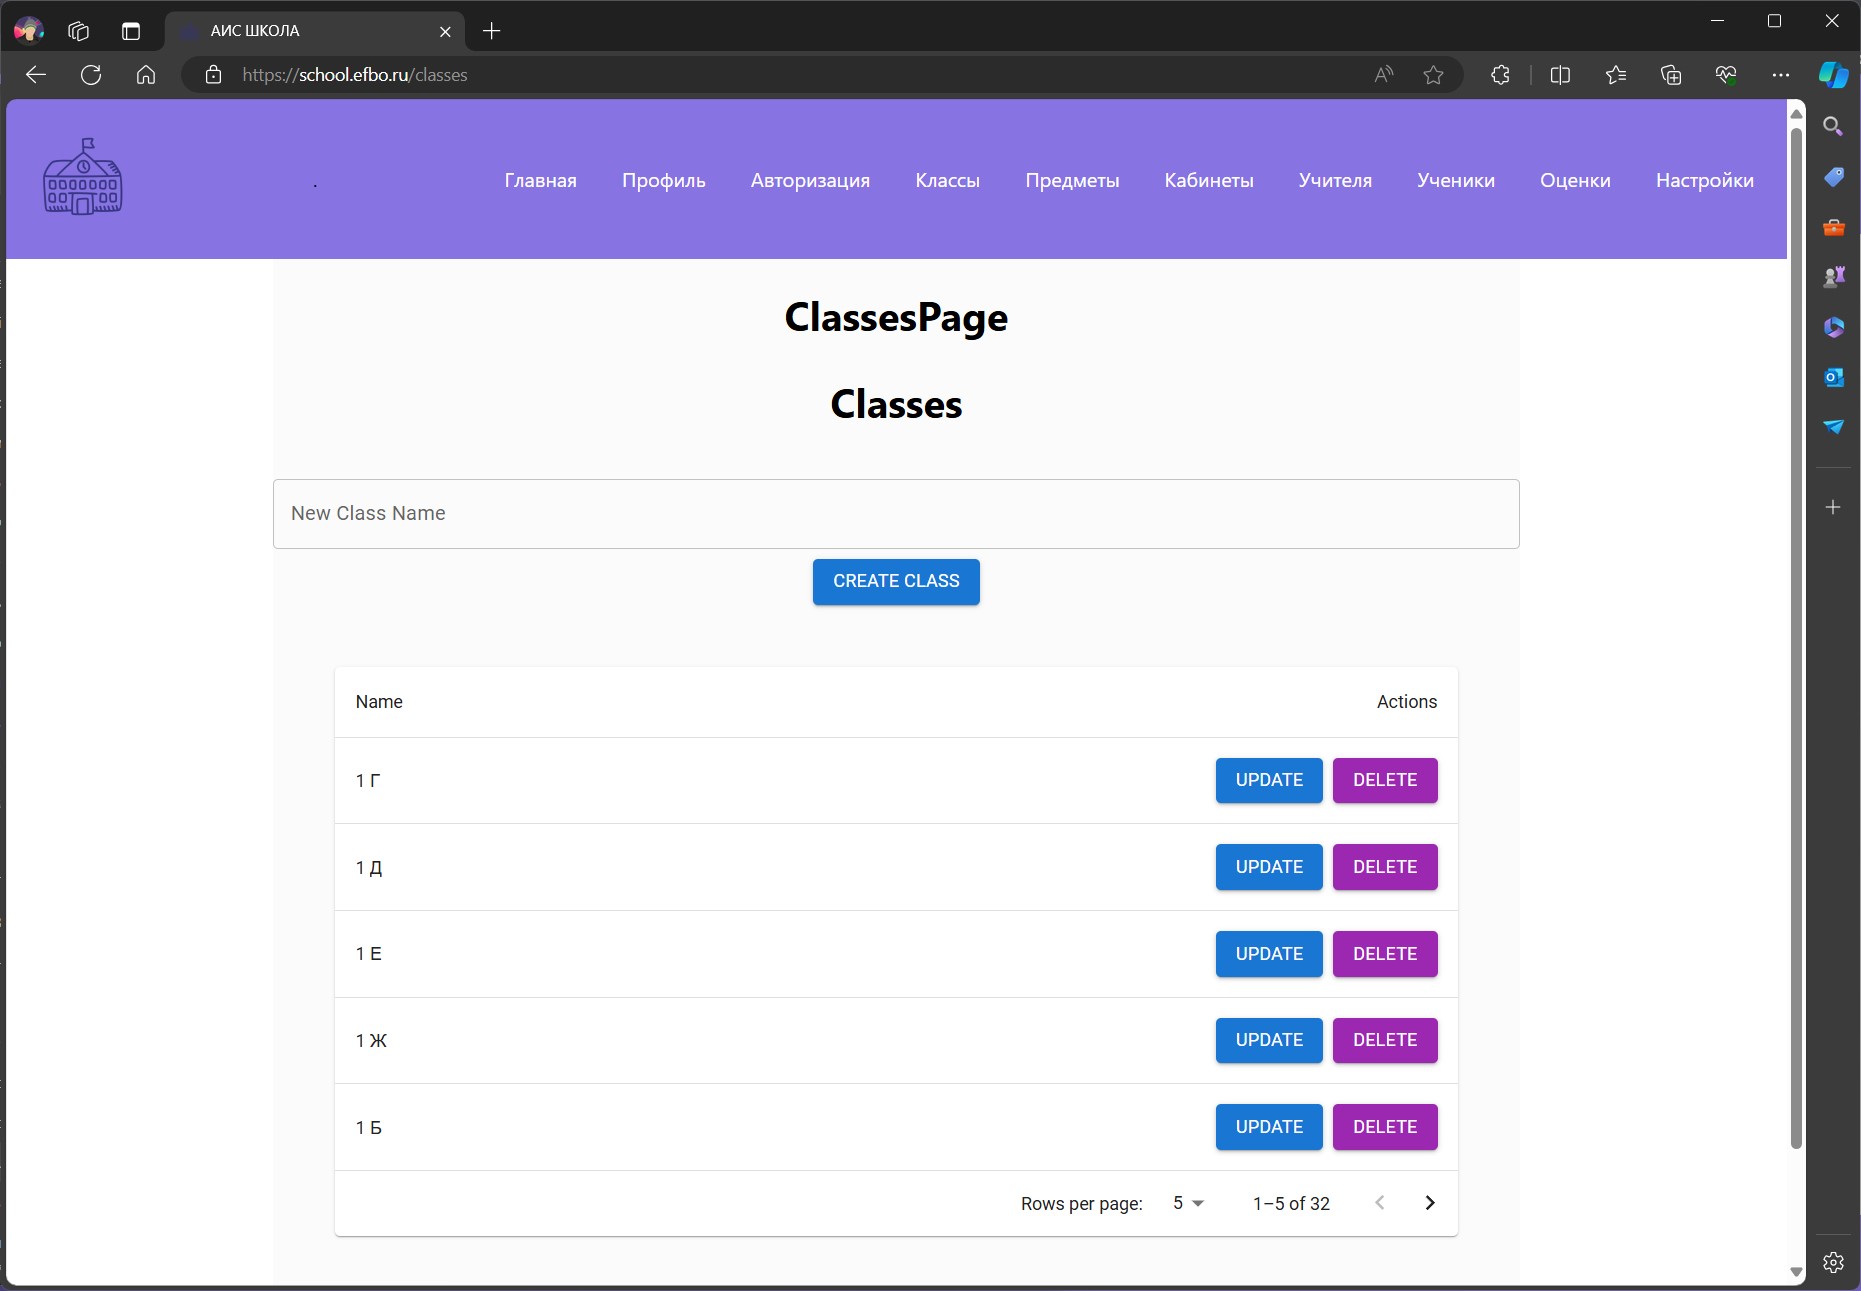 АИС ШКОЛА
https://school.efbo.ru/classes
Главная Профиль Авторизация Классы Предметы Кабинеты Учителя Ученики Оценки Настройки
ClassesPage
Classes
New Class Name
CREATE CLASS
Name Actions
1 Г UPDATE DELETE
1 Д UPDATE DELETE
1 Е UPDATE DELETE
1 Ж UPDATE DELETE
1 Б UPDATE DELETE
Rows per page: 5 1–5 of 32